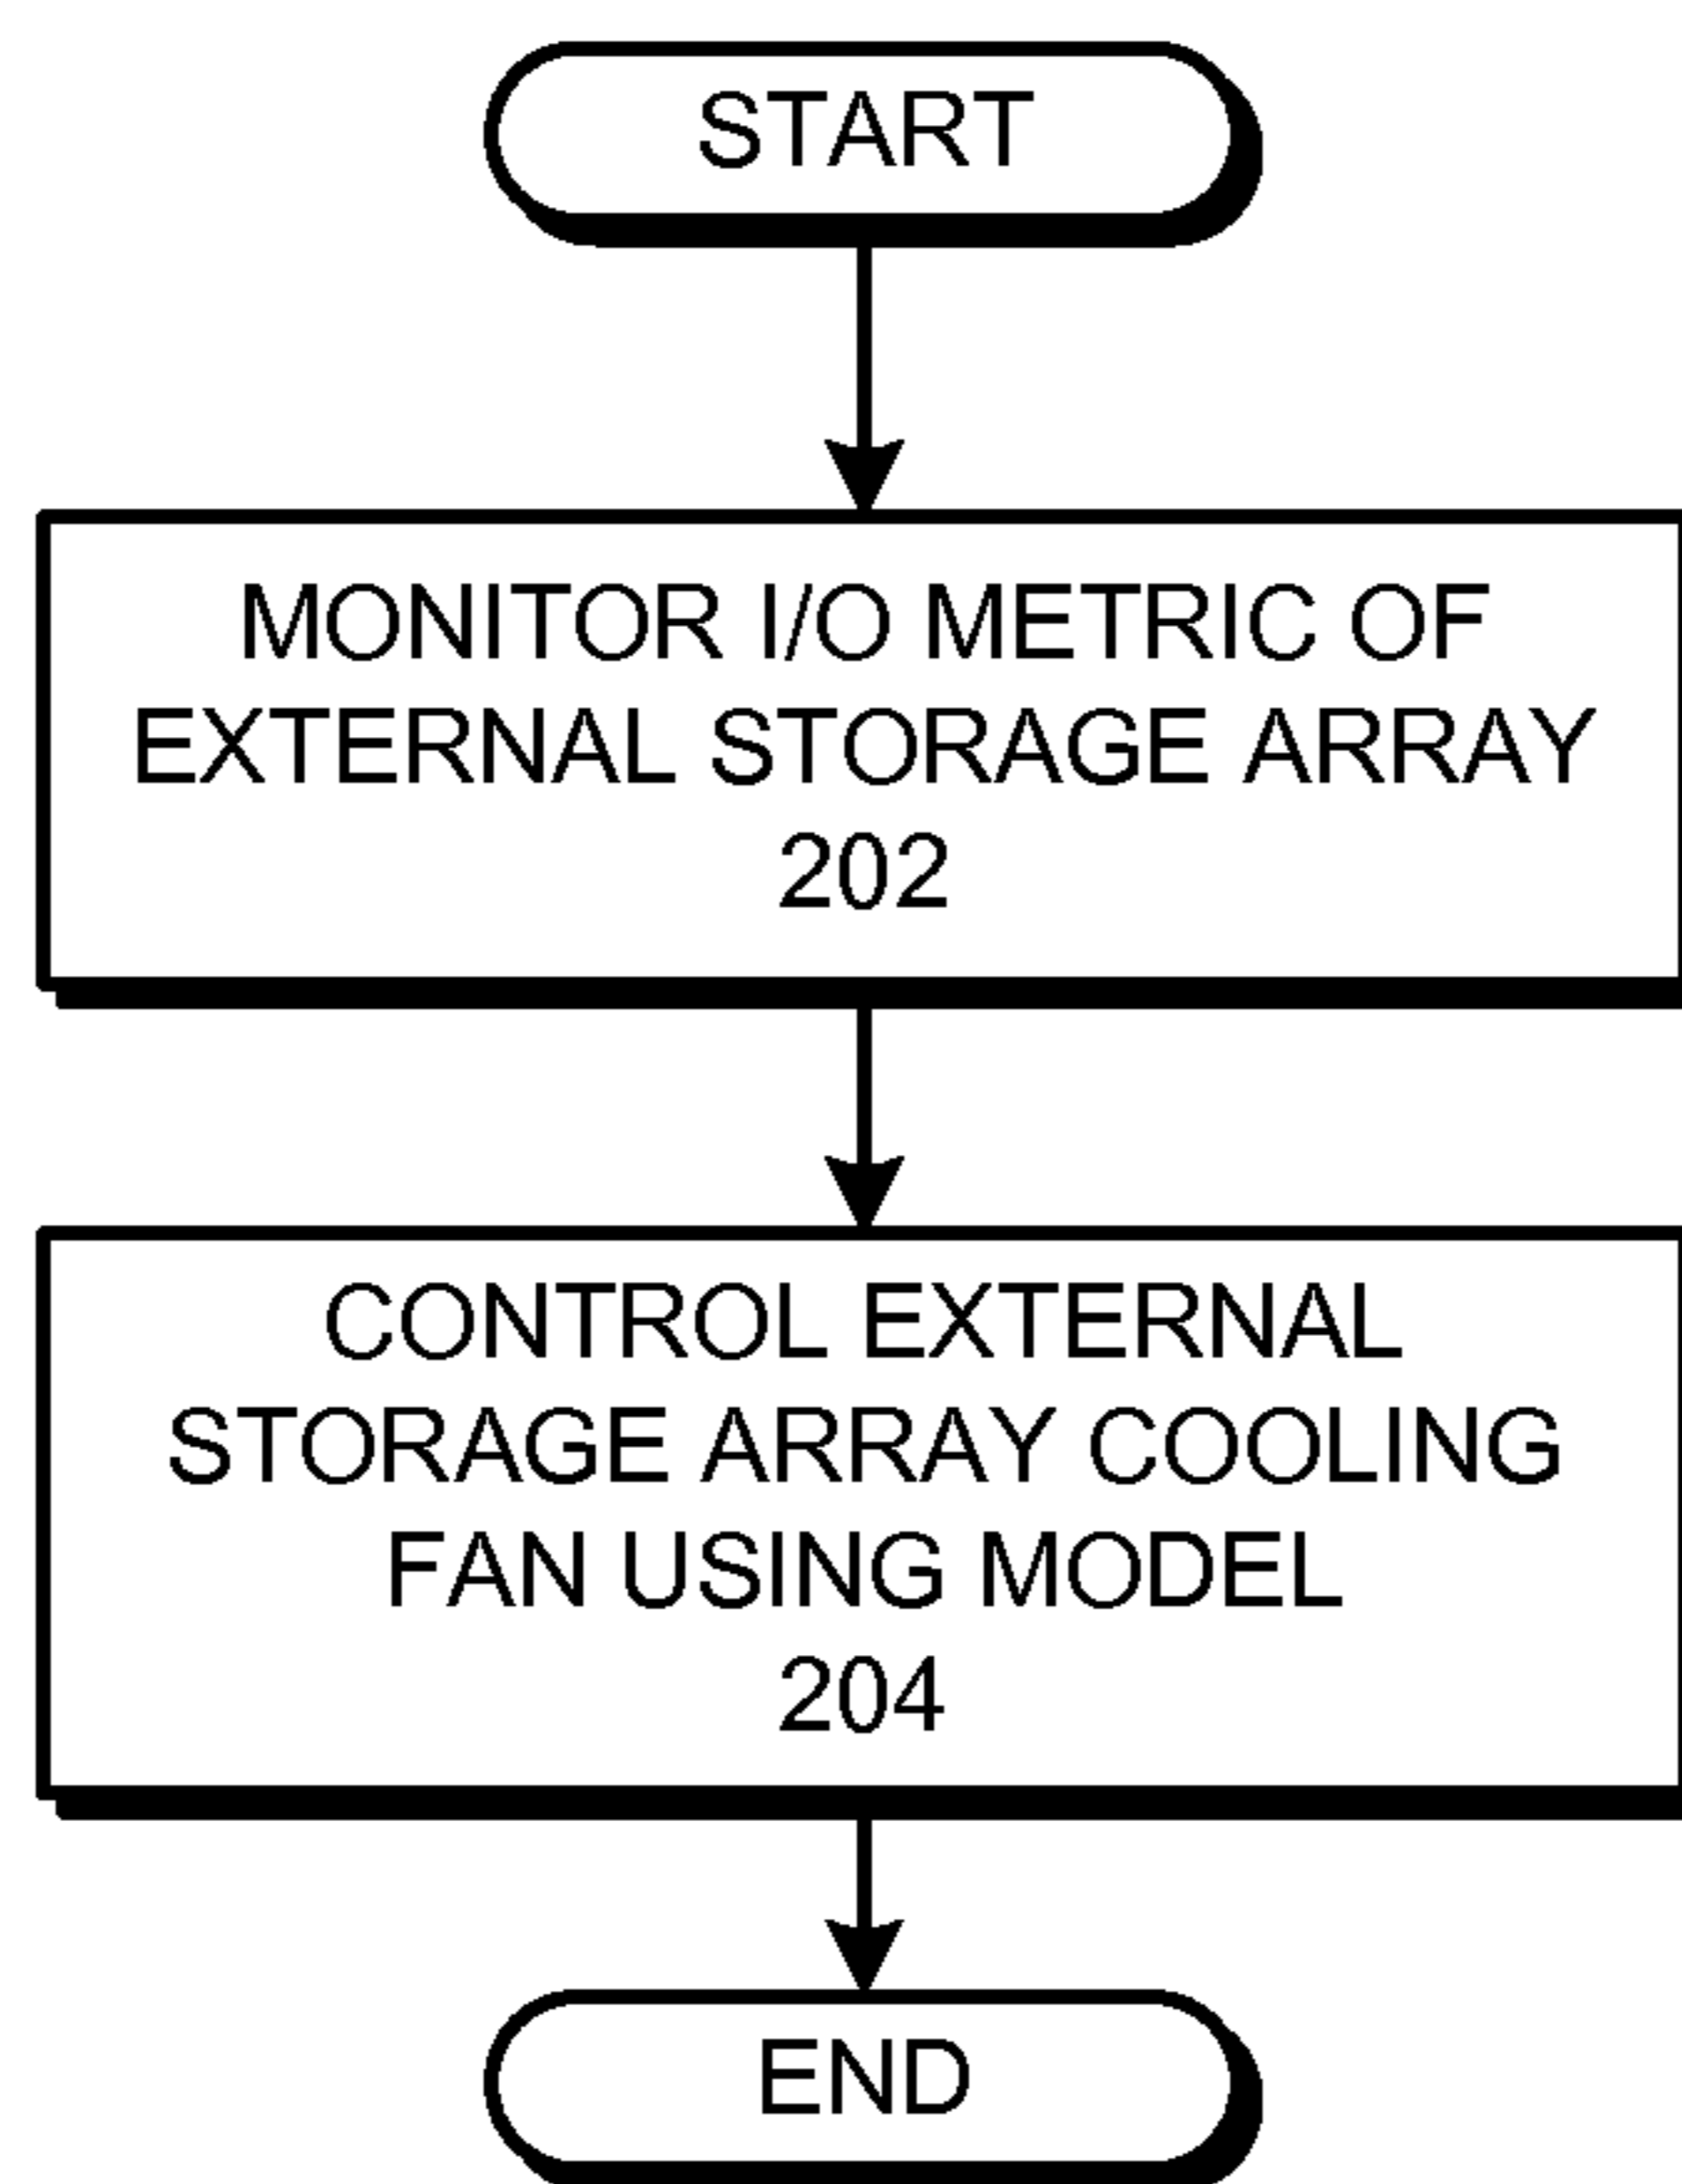 START
MONITOR I/O METRIC OF
EXTERNAL STORAGE ARRAY
202
CONTROL EXTERNAL
STORAGE ARRAY COOLING
FAN USING MODEL
204
END